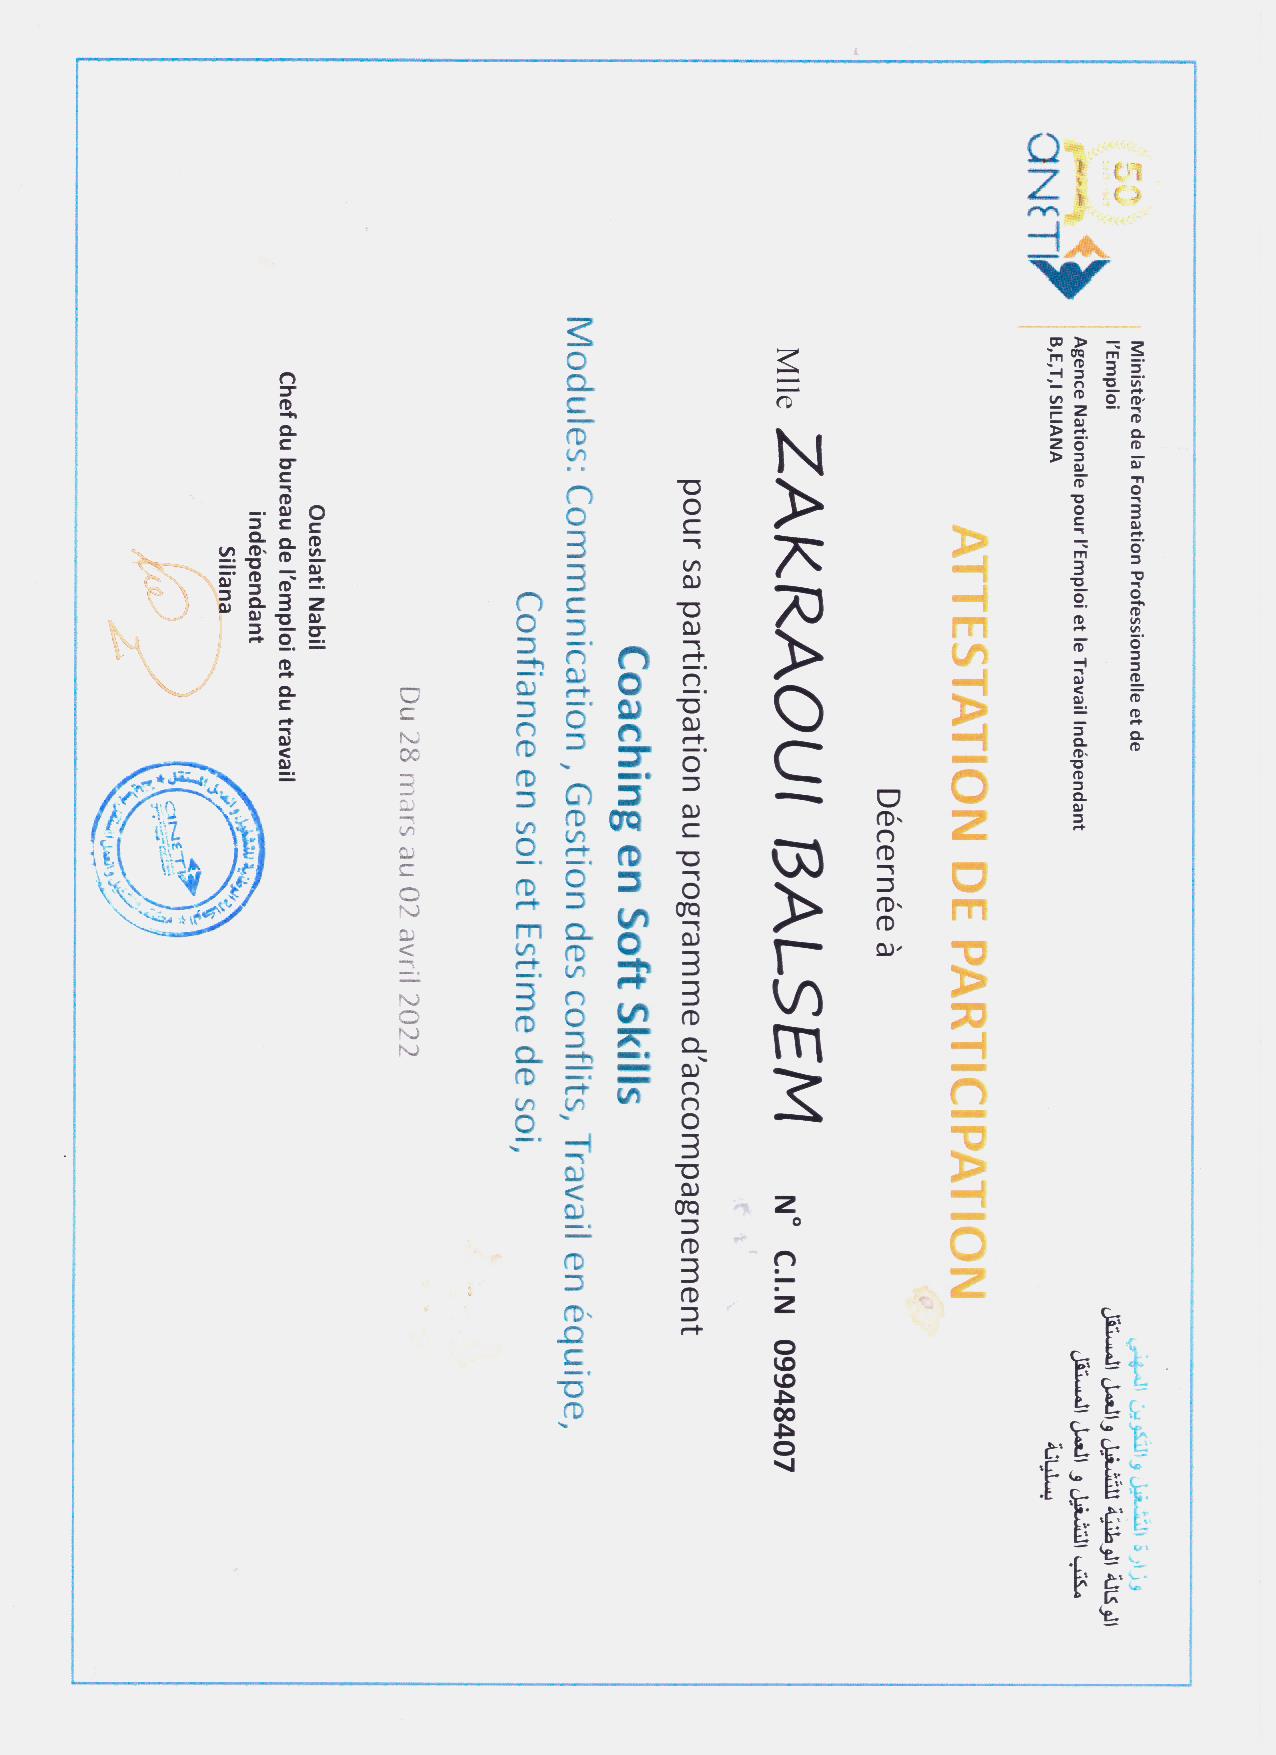 50
ANETI
Ministère de la Formation Professionnelle et de
l'Emploi
Agence Nationale pour l'Emploi et le Travail Indépendant
B,E,T,I SILIANA
وزارة التشغيل والتكوين المهني
الوكالة الوطنية للتشغيل والعمل المستقل
مكتب التشغيل و العمل المستقل
بسليانة
ATTESTATION DE PARTICIPATION
Décernée à
Mlle ZAKRAOUI BALSEM N° C.I.N 09948407
pour sa participation au programme d'accompagnement
Coaching en Soft Skills
Modules: Communication , Gestion des conflits, Travail en équipe,
Confiance en soi et Estime de soi,
Du 28 mars au 02 avril 2022
Oueslati Nabil
Chef du bureau de l'emploi et du travail
indépendant
Siliana
ANETI